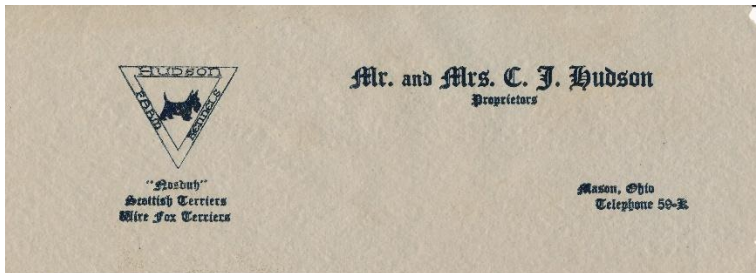 Hudson
Farm
Kennels
"Nosduh"
Scottish Terriers
Wire Fox Terriers
Mr. and Mrs. C. J. Hudson
Proprietors
Mason, Ohio
Telephone 59-K